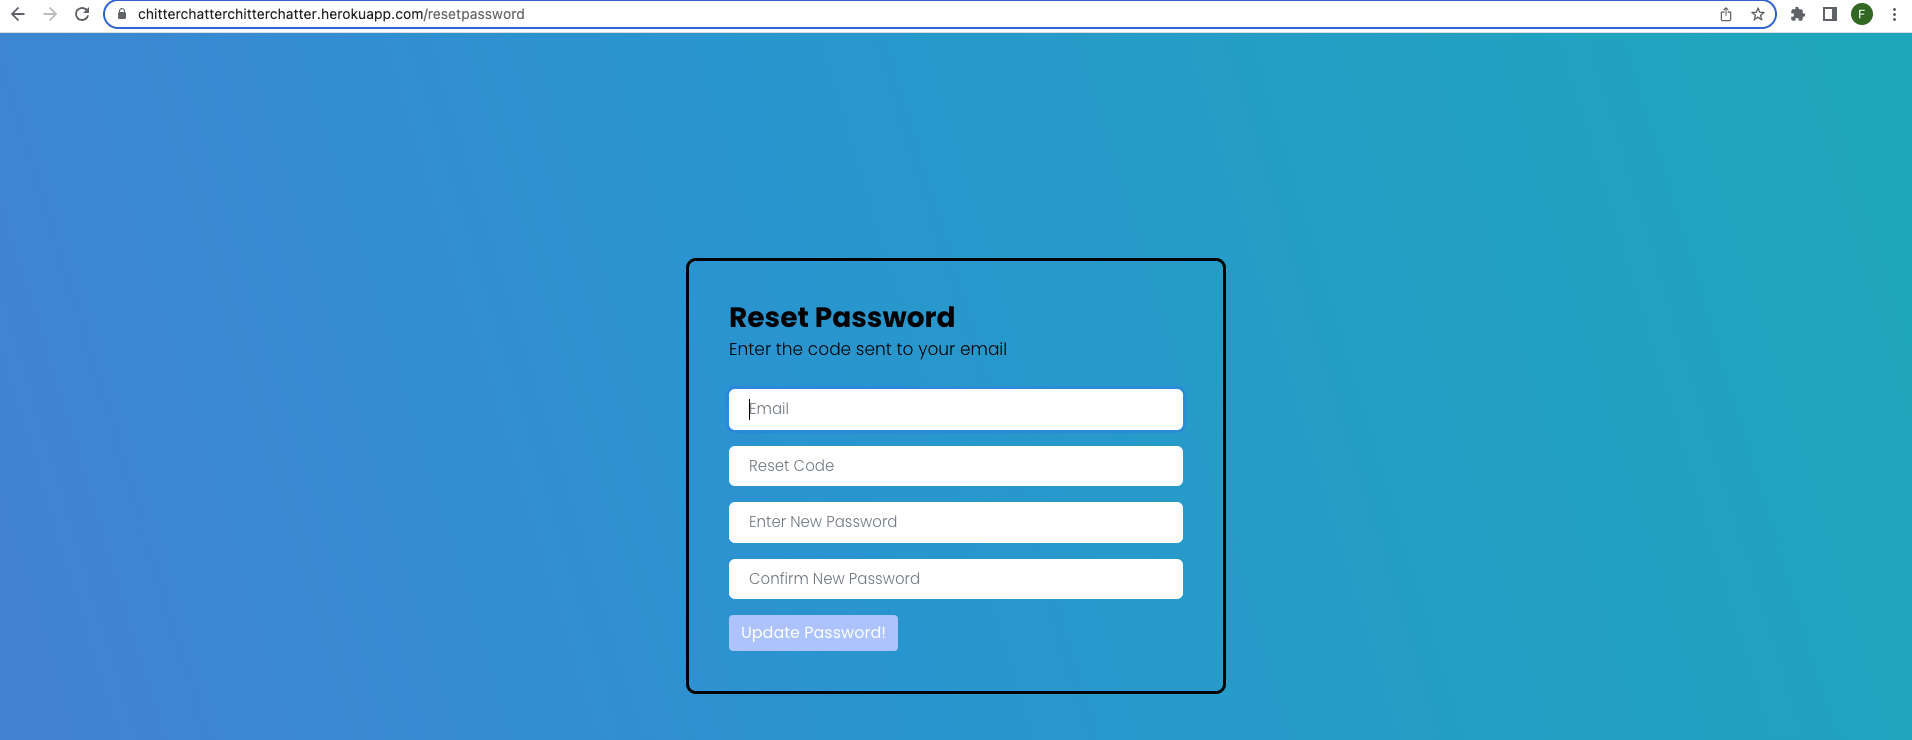 chitterchatterchitterchatter.herokuapp.com/resetpassword
F
Reset Password
Enter the code sent to your email
Email
Reset Code
Enter New Password
Confirm New Password
Update Password!